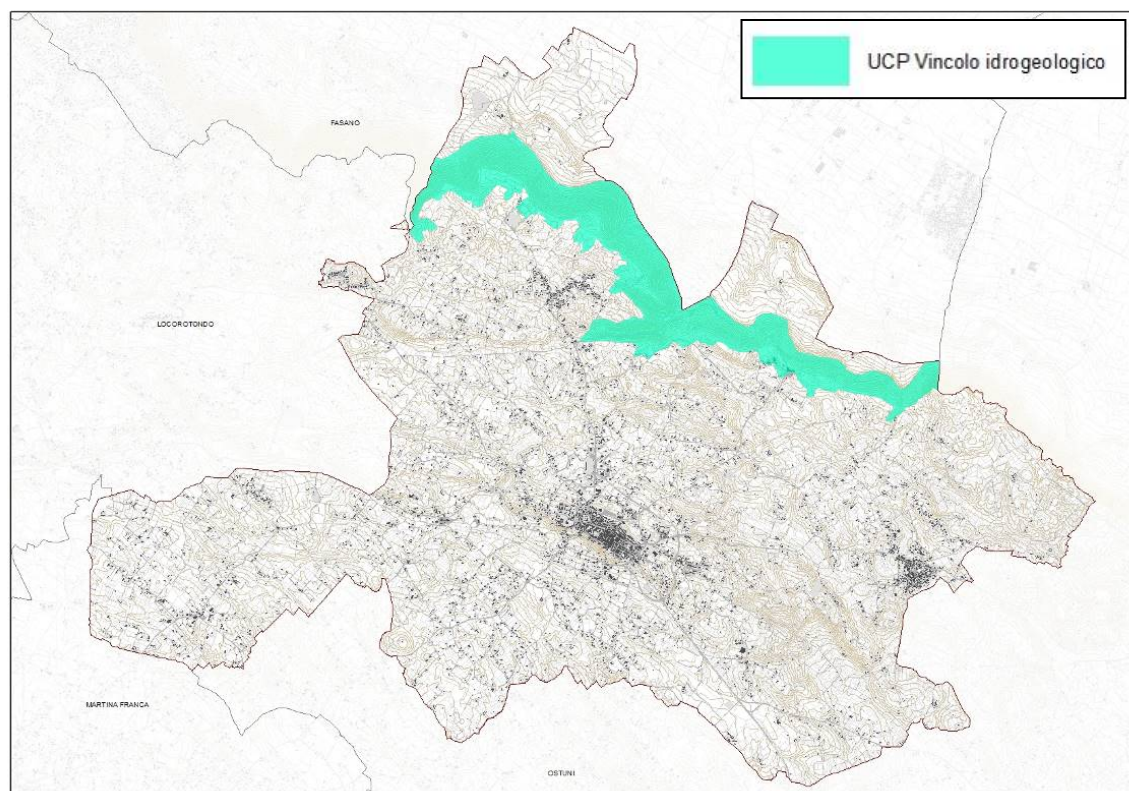 UCP Vincolo idrogeologico
FASANO
LOCOROTONDO
MARTINA FRANCA
OSTUNI